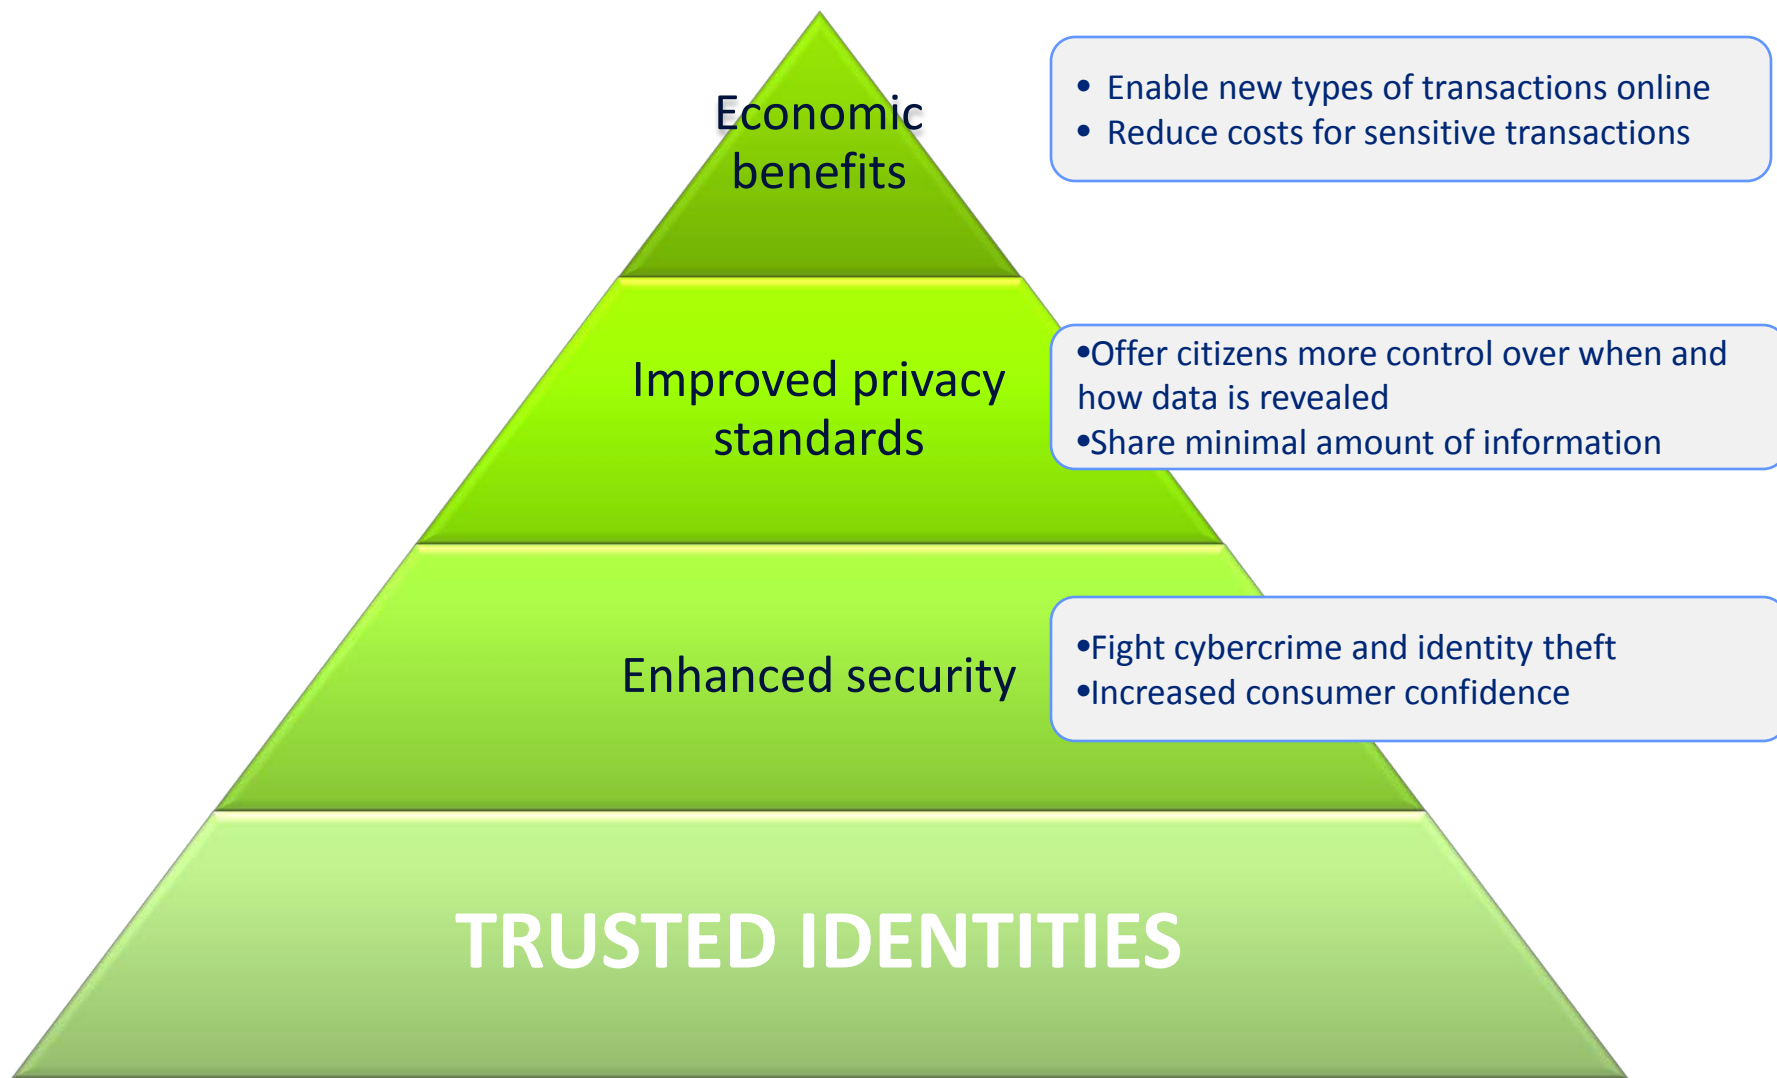 Economic
benefits
• Enable new types of transactions online
• Reduce costs for sensitive transactions
Improved privacy
standards
•Offer citizens more control over when and
how data is revealed
•Share minimal amount of information
Enhanced security
•Fight cybercrime and identity theft
•Increased consumer confidence
TRUSTED IDENTITIES